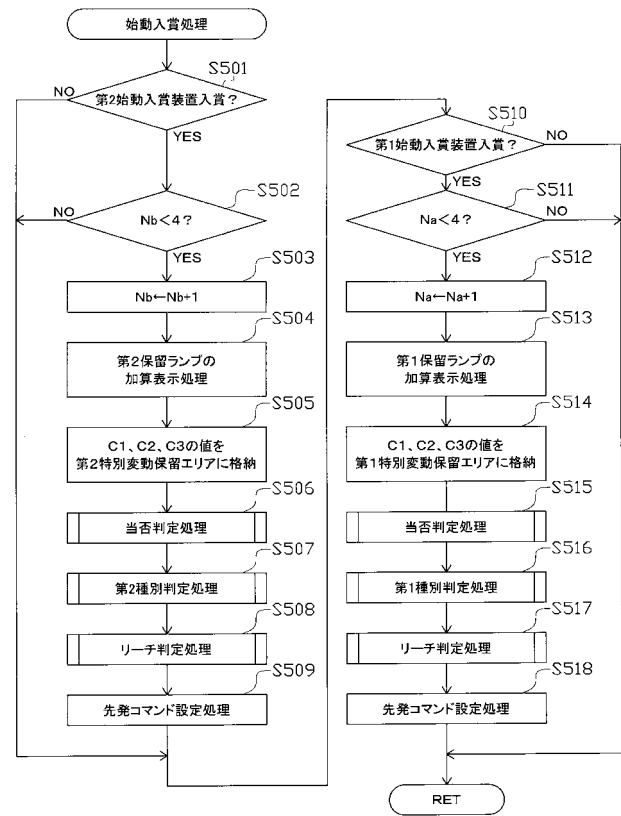 始動入賞処理
S501
第2始動入賞装置入賞？
NO
YES
S502
Nb＜4？
NO
YES
S503
Nb←Nb+1
S504
第2保留ランプの
加算表示処理
S505
C1、C2、C3の値を
第2特別変動保留エリアに格納
S506
当否判定処理
S507
第2種別判定処理
S508
リーチ判定処理
S509
先発コマンド設定処理
S510
第1始動入賞装置入賞？
NO
YES
S511
Na＜4？
NO
YES
S512
Na←Na+1
S513
第1保留ランプの
加算表示処理
S514
C1、C2、C3の値を
第1特別変動保留エリアに格納
S515
当否判定処理
S516
第1種別判定処理
S517
リーチ判定処理
S518
先発コマンド設定処理
RET